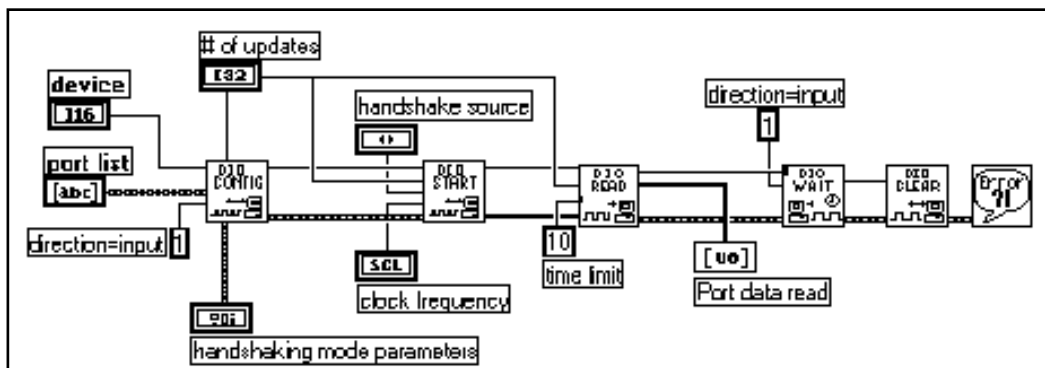 # of updates
I32
device
I16
handshake source
direction=input
1
port list
[abc]
DIO
CONFIG
DIO
START
DIO
READ
DIO
WAIT
DIO
CLEAR
Error
?!
direction=input 1
SGL
10
[U8]
clock frequency
time limit
Port data read
handshaking mode parameters